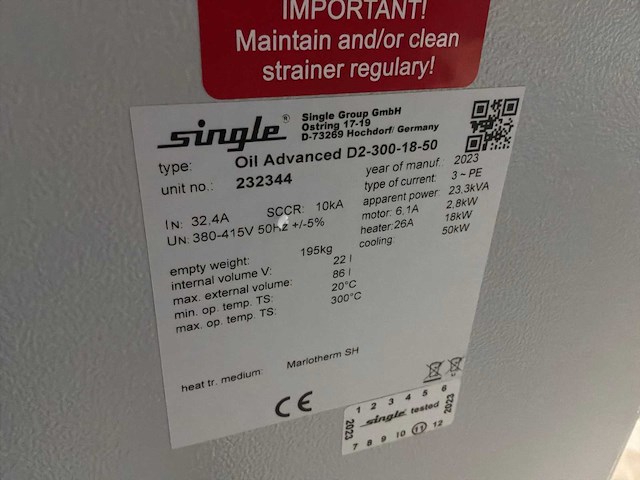 IMPORTANT!
Maintain and/or clean
strainer regulary!
single® Single Group GmbH
Ostring 17-19
D-73269 Hochdorf/ Germany
type: Oil Advanced D2-300-18-50
unit no.: 232344
year of manuf.: 2023
type of current: 3 ~ PE
apparent power: 23.3kVA
motor: 6.1A 2,8kW
heater: 26A 18kW
cooling: 50kW
IN: 32.4A SCCR: 10kA
UN: 380-415V 50Hz +/-5%
empty weight: 195kg
internal volume V: 22 l
max. external volume: 86 l
min. op. temp. TS: 20°C
max. op. temp. TS: 300°C
heat tr. medium: Marlotherm SH
CE
1 2 3 4 5 6
2023 single tested 2023
7 8 9 10 11 12